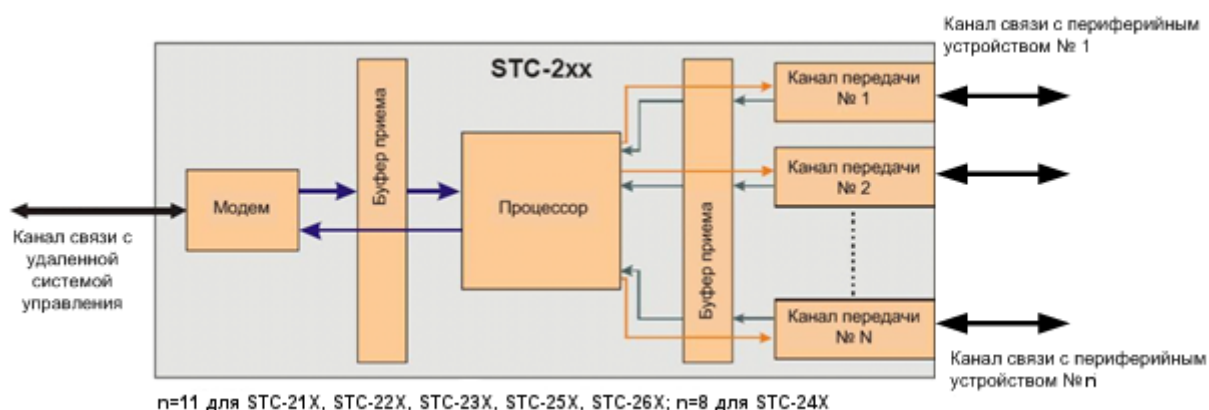 Канал связи с периферийным
устройством № 1
STC-2xx
Канал передачи
№ 1
Буфер приема
Канал передачи
№ 2
Модем
Процессор
Буфер приема
Канал связи с
удаленной
системой
управления
Канал передачи
№ N
Канал связи с периферийным
устройством № n
n=11 для STC-21X, STC-22X, STC-23X, STC-25X, STC-26X; n=8 для STC-24X